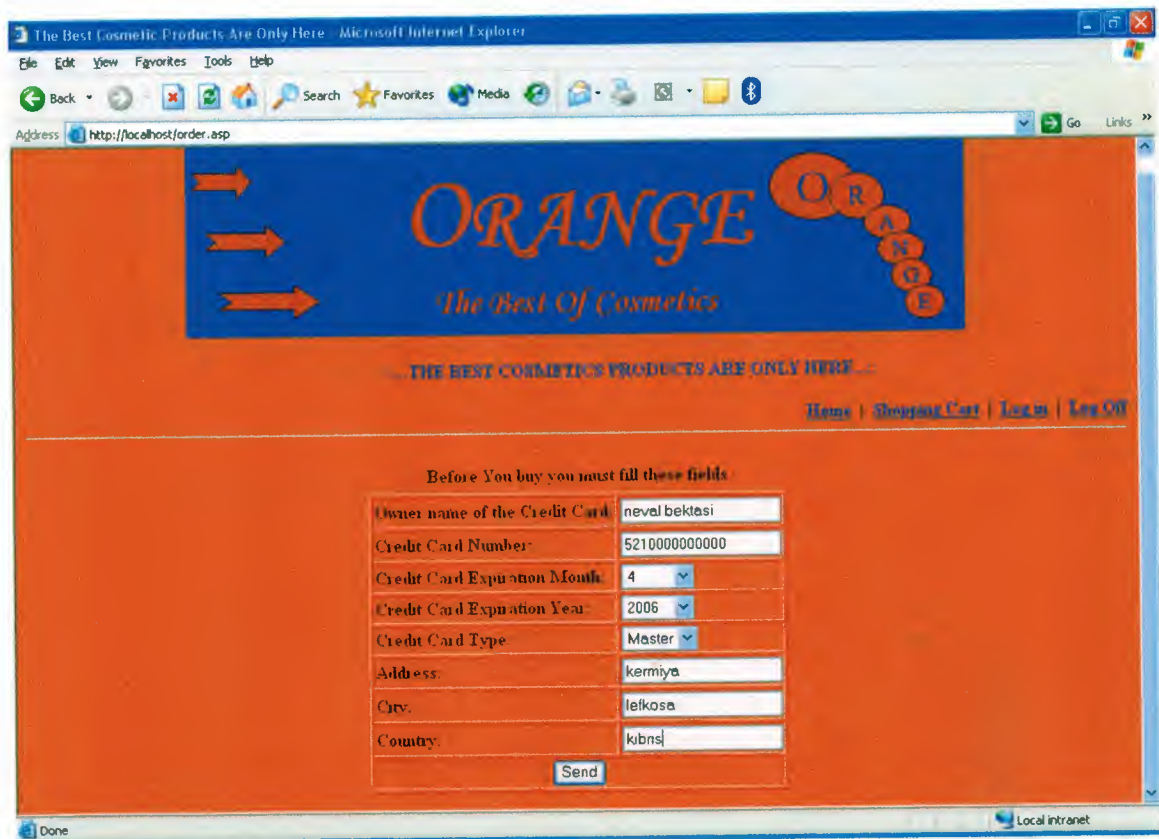 The Best Cosmetic Products Are Only Here - Microsoft Internet Explorer
File Edit View Favorites Tools Help
Back Search Favorites Media
Address http://localhost/order.asp Go Links »
ORANGE
ORANGE
The Best Of Cosmetics
...THE BEST COSMETICS PRODUCTS ARE ONLY HERE...
Home | Shopping Cart | Log in | Log Off
Before You buy you must fill these fields
Owner name of the Credit Card: neval bektasi
Credit Card Number: 5210000000000
Credit Card Expiration Month: 4
Credit Card Expiration Year: 2006
Credit Card Type: Master
Address: kermiya
City: lefkosa
Country: kıbrıs
Send
Done Local intranet